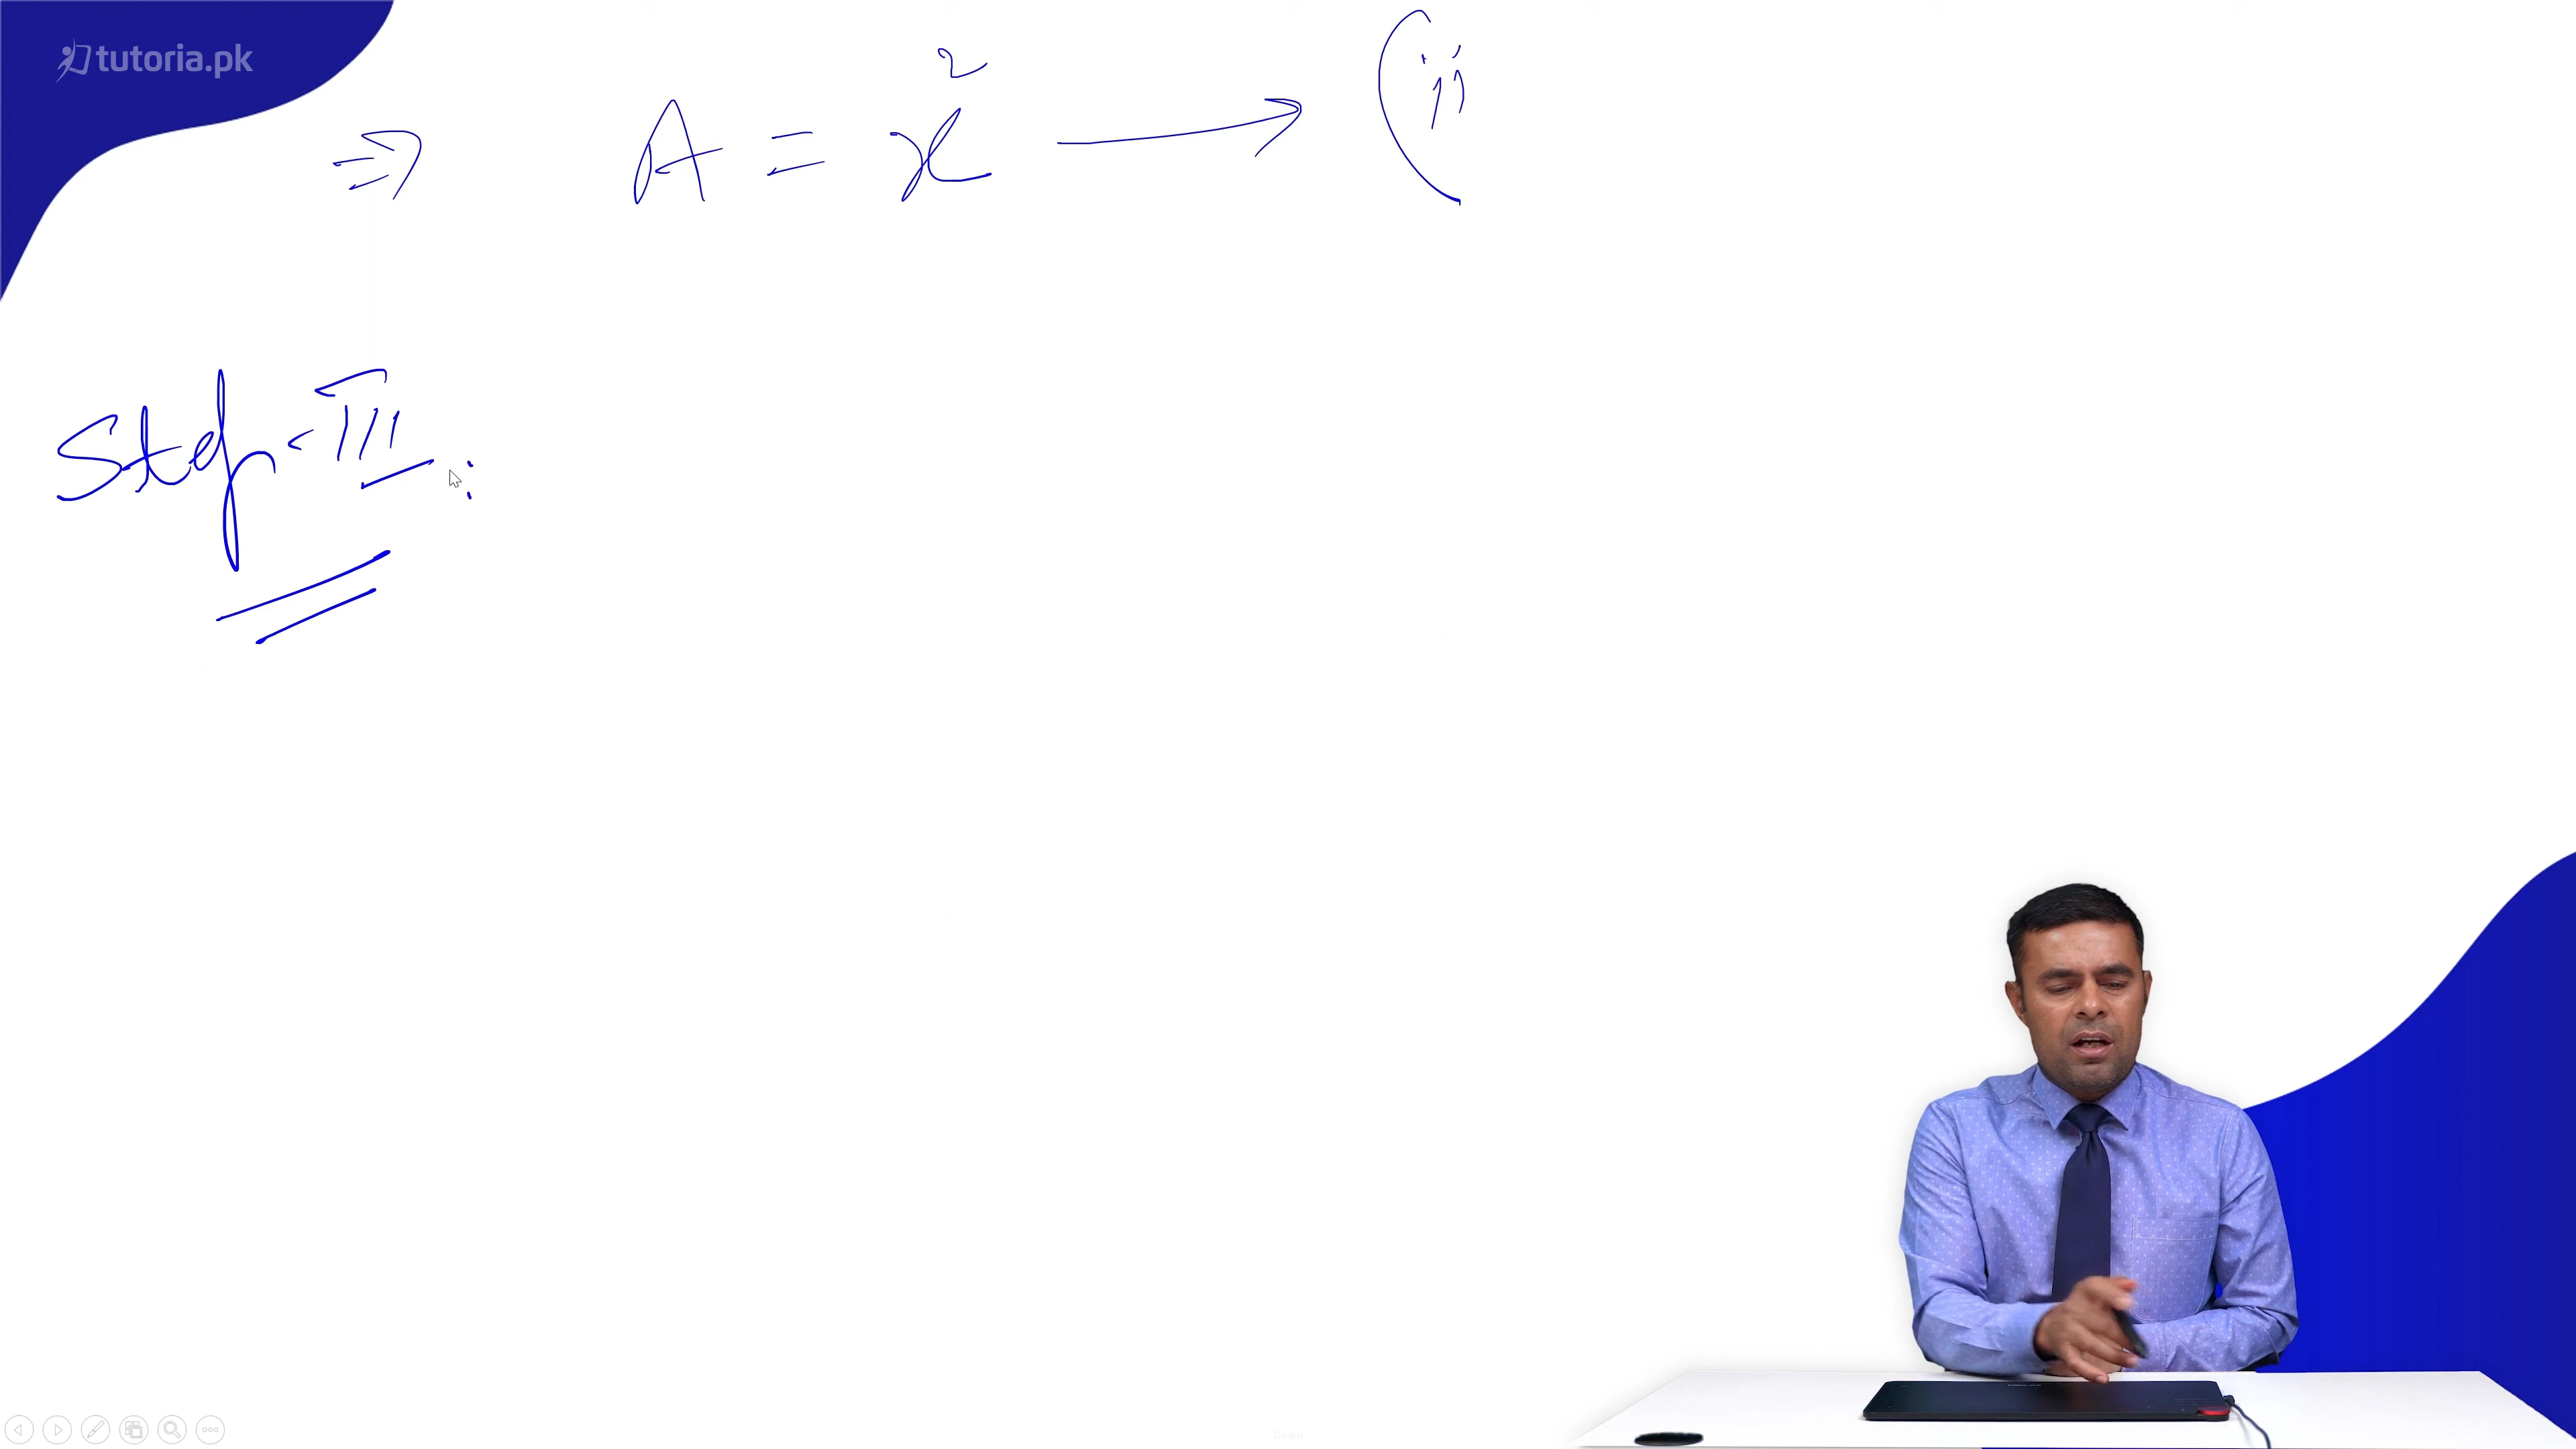 tutoria.pk
⇒ A = x² → (ii
Step-III :